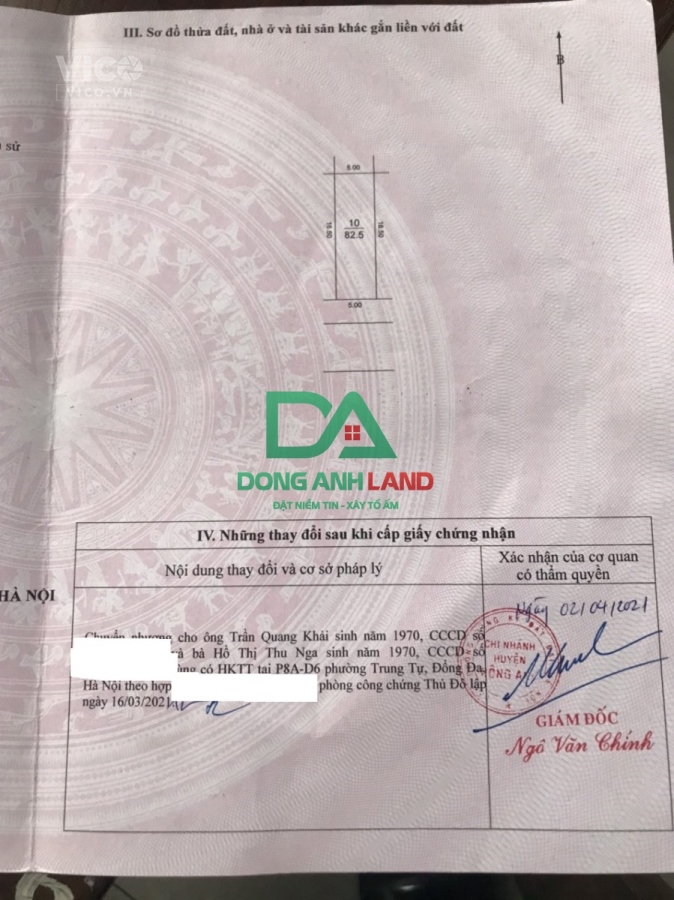 III. Sơ đồ thửa đất, nhà ở và tài sản khác gắn liền với đất
VICO
VICO.VN
B
sử
5.00
16.50
10
82.5
16.50
5.00
DA
DONG ANH LAND
ĐẶT NIỀM TIN - XÂY TỔ ẤM
IV. Những thay đổi sau khi cấp giấy chứng nhận
Nội dung thay đổi và cơ sở pháp lý
Xác nhận của cơ quan
có thẩm quyền
HÀ NỘI
Ngày 02/04/2021
Chuyển nhượng cho ông Trần Quang Khải sinh năm 1970, CCCD số
và bà Hồ Thị Thu Nga sinh năm 1970, CCCD số
có HKTT tại P8A-D6 phường Trung Tự, Đống Đa,
Hà Nội theo hợp phòng công chứng Thủ Đô lập
ngày 16/03/2021
CHI NHÁNH
HUYỆN
ĐÔNG A
GIÁM ĐỐC
Ngô Văn Chính